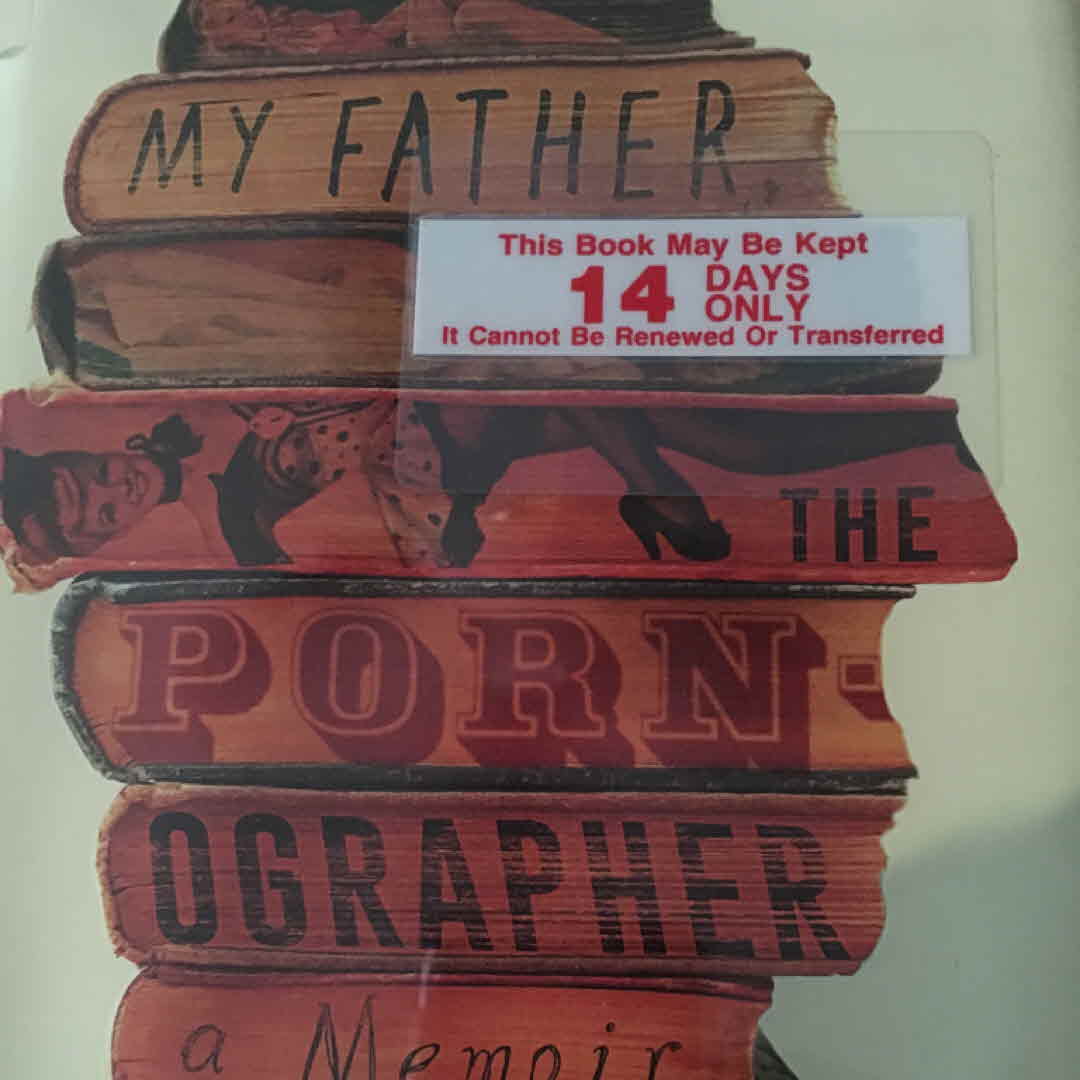 MY FATHER,
This Book May Be Kept
14 DAYS
ONLY
It Cannot Be Renewed Or Transferred
THE
PORN-
OGRAPHER
a Memoir